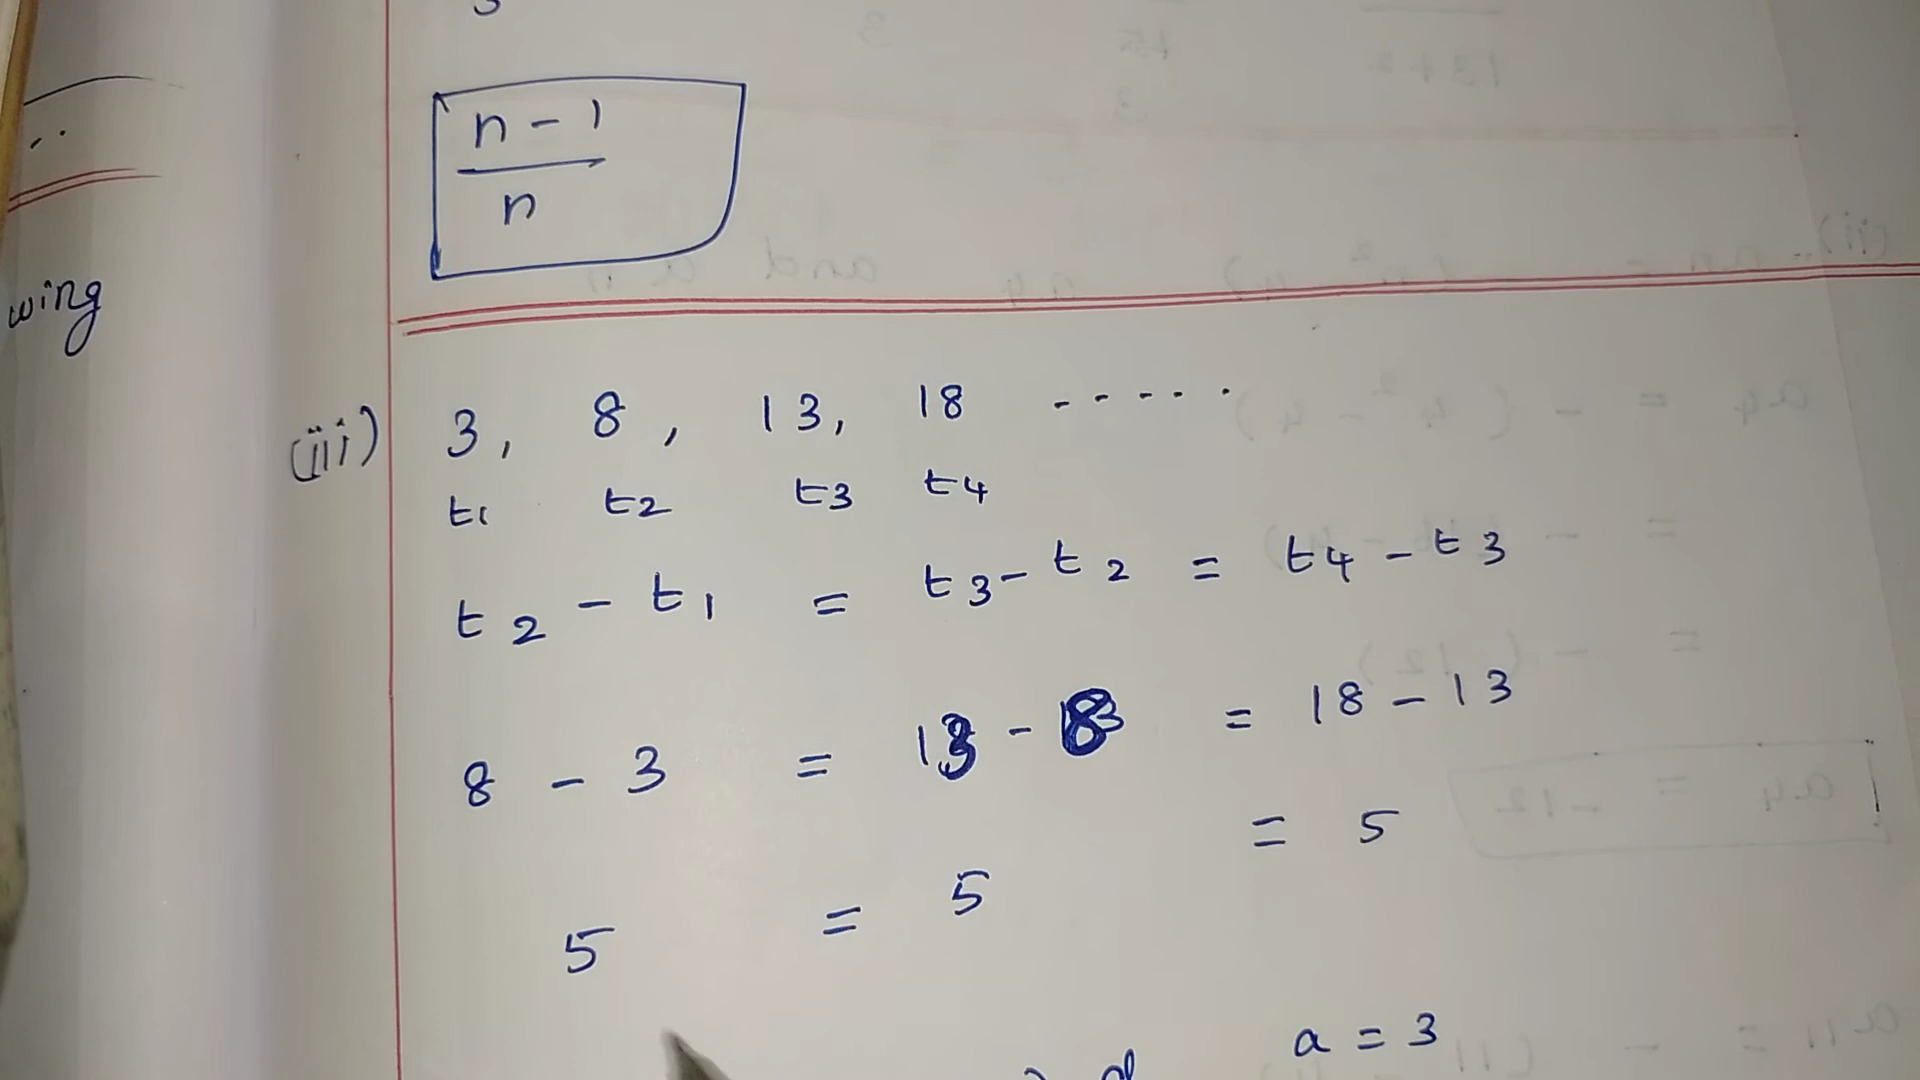 n - 1
n
wing
(iii) 3, 8, 13, 18 .....
t1 t2 t3 t4
t2 - t1 = t3 - t2 = t4 - t3
8 - 3 = 13 - 8 = 18 - 13
5 = 5 = 5
a = 3